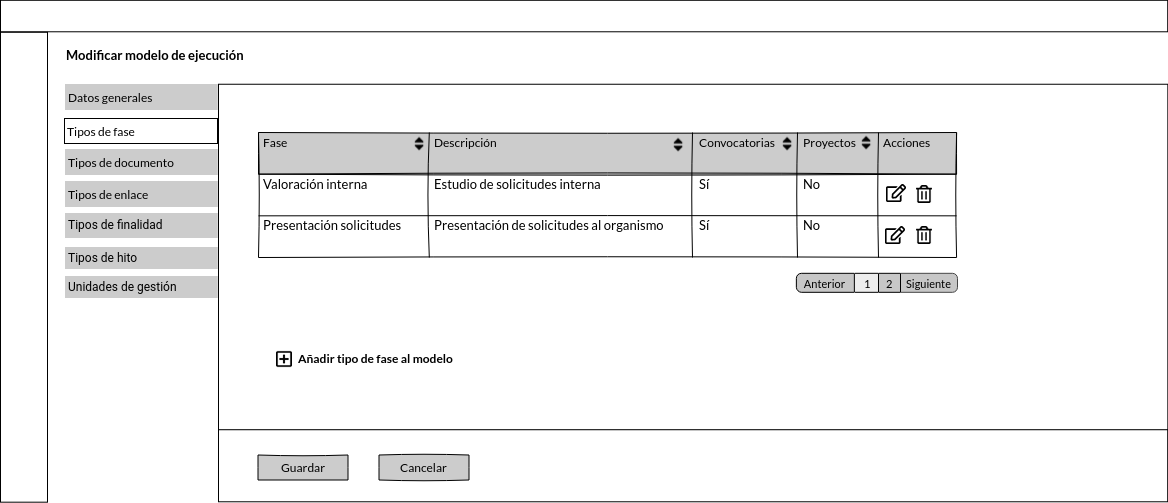 Modificar modelo de ejecución
Datos generales
Tipos de fase
Tipos de documento
Tipos de enlace
Tipos de finalidad
Tipos de hito
Unidades de gestión
Fase Descripción Convocatorias Proyectos Acciones
Valoración interna Estudio de solicitudes interna Sí No
Presentación solicitudes Presentación de solicitudes al organismo Sí No
Anterior 1 2 Siguiente
Añadir tipo de fase al modelo
Guardar Cancelar